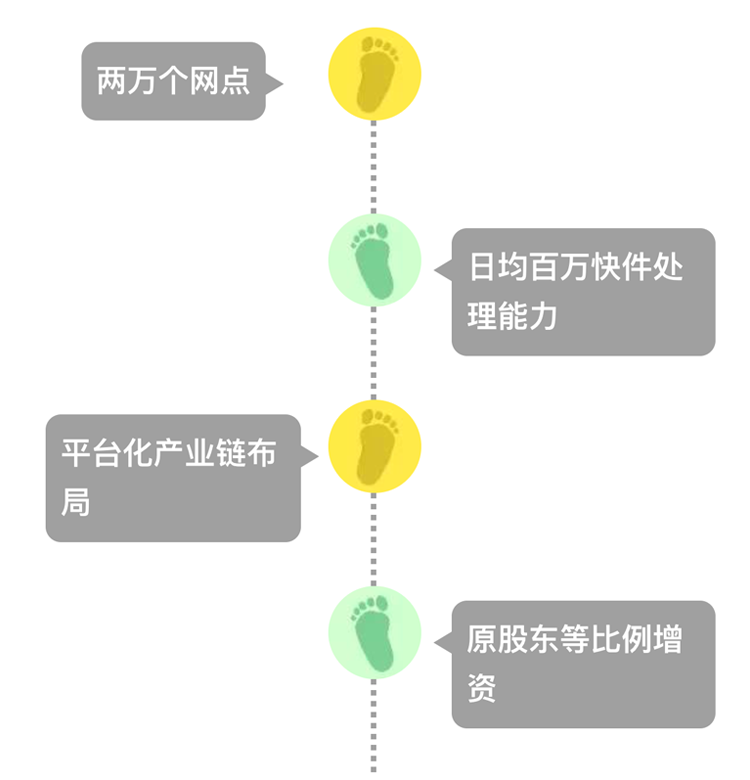 两万个网点
日均百万快件处
理能力
平台化产业链布
局
原股东等比例增
资